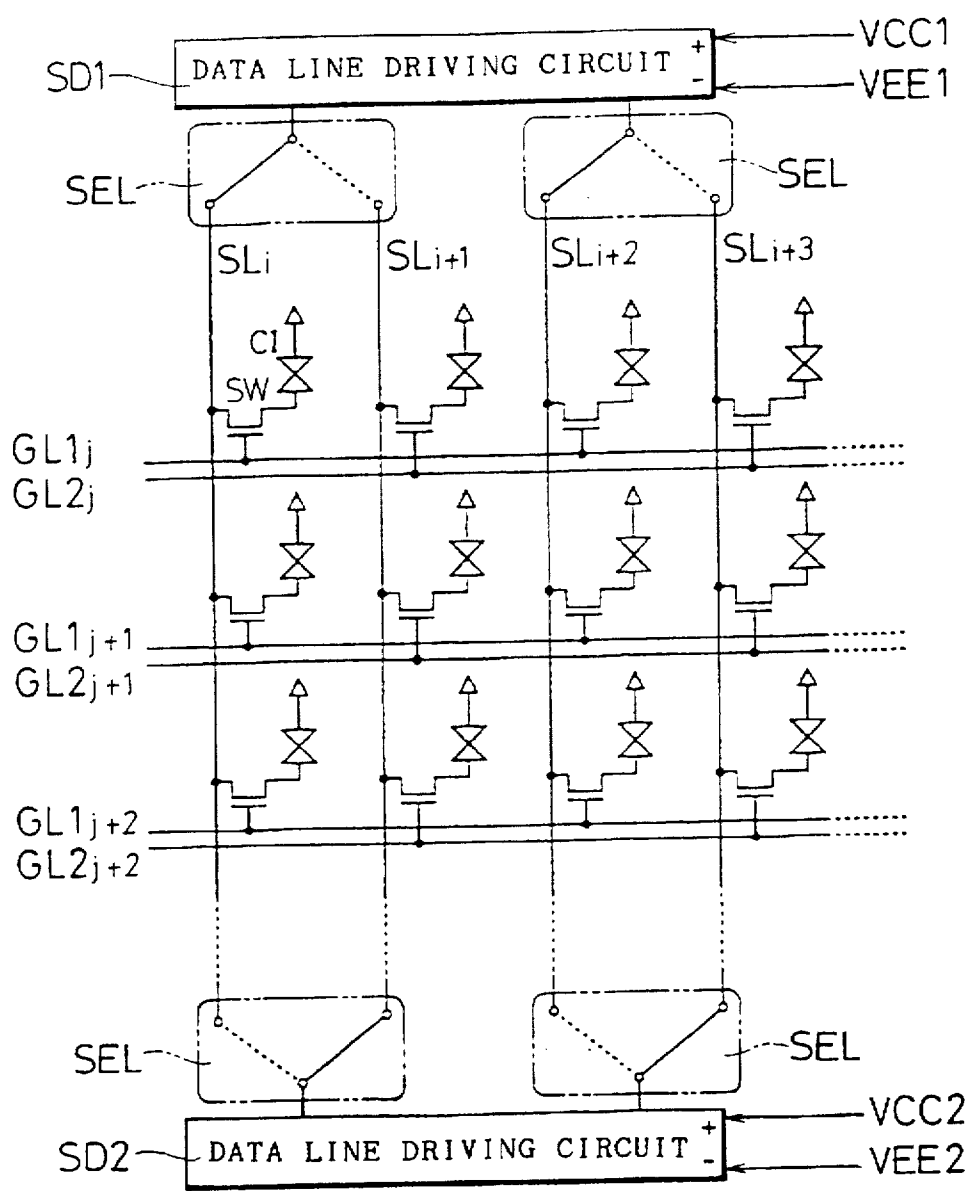 VCC1
SD1 DATA LINE DRIVING CIRCUIT + -
VEE1
SEL SEL
SLi SLi+1 SLi+2 SLi+3
CI
SW
GL1j
GL2j
GL1j+1
GL2j+1
GL1j+2
GL2j+2
SEL SEL
VCC2
SD2 DATA LINE DRIVING CIRCUIT + -
VEE2